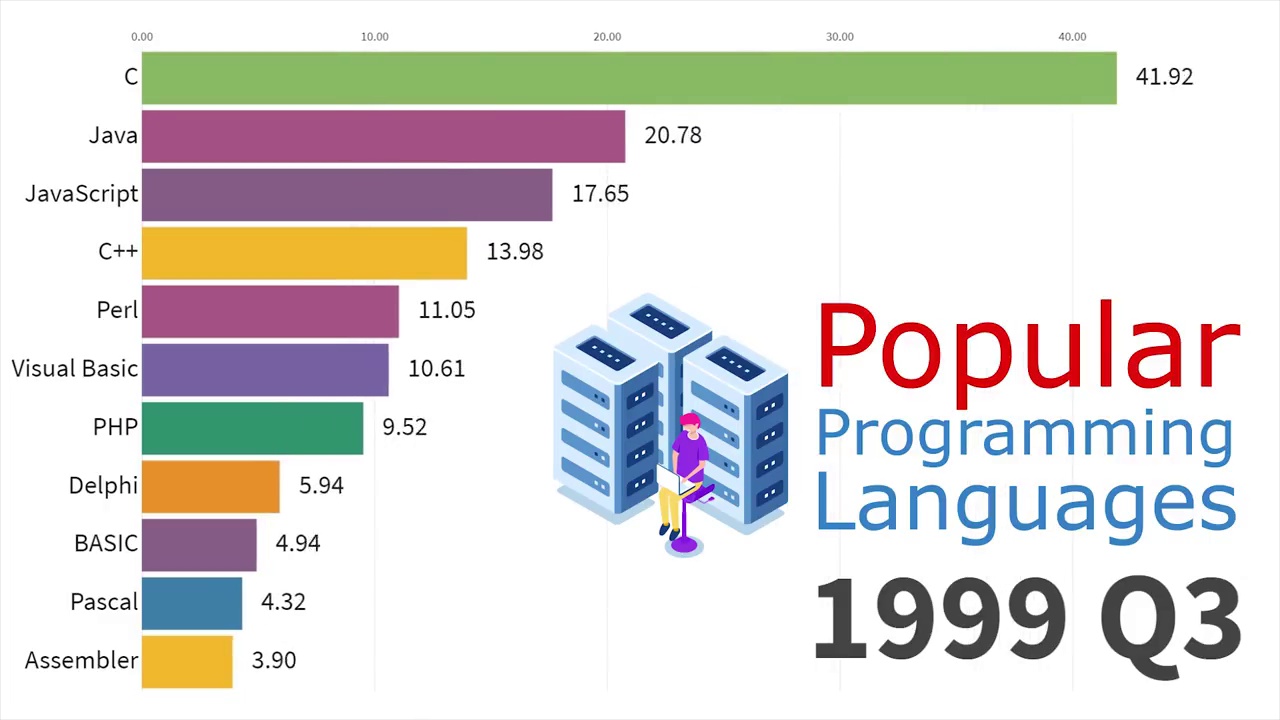 0.00 10.00 20.00 30.00 40.00
C 41.92
Java 20.78
JavaScript 17.65
C++ 13.98
Perl 11.05
Visual Basic 10.61
PHP 9.52
Delphi 5.94
BASIC 4.94
Pascal 4.32
Assembler 3.90
Popular
Programming
Languages
1999 Q3